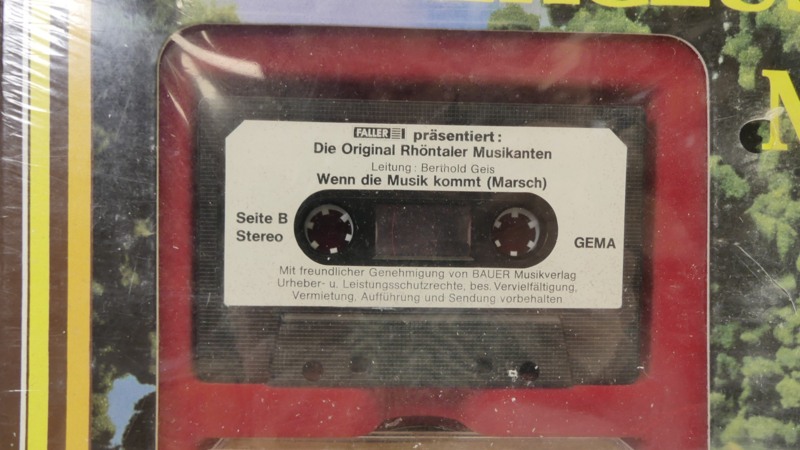 FALLER präsentiert:
Die Original Rhöntaler Musikanten
Leitung: Berthold Geis
Wenn die Musik kommt (Marsch)
Seite B
Stereo
GEMA
Mit freundlicher Genehmigung von BAUER Musikverlag
Urheber- u. Leistungsschutzrechte, bes. Vervielfältigung,
Vermietung, Aufführung und Sendung vorbehalten